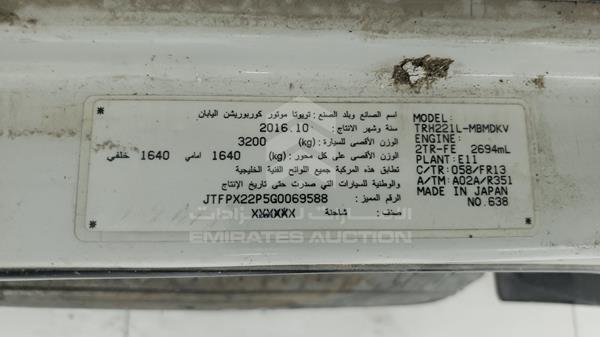 اسم الصانع وبلد الصنع : تويوتا موتور كوربوريشن اليابان
سنة وشهر الانتاج : 2016.10
الوزن الأقصى للسيارة : (kg) 3200
الوزن الأقصى على كل محور : (kg) 1640 امامي 1640 خلفي
تطابق هذه المركبة جميع اللوائح الفنية الخليجية
والوطنية للسيارات التي صدرت حتى تاريخ الإنتاج
الرقم المميز : JTFPX22P5G0069588
صنف : شاحنة
MODEL:
TRH221L-MBMDKV
ENGINE:
2TR-FE 2694mL
PLANT: E11
C/TR: 058/FR13
A/TM: A02A/R351
MADE IN JAPAN
NO.638
الإمارات للمزادات
EMIRATES AUCTION